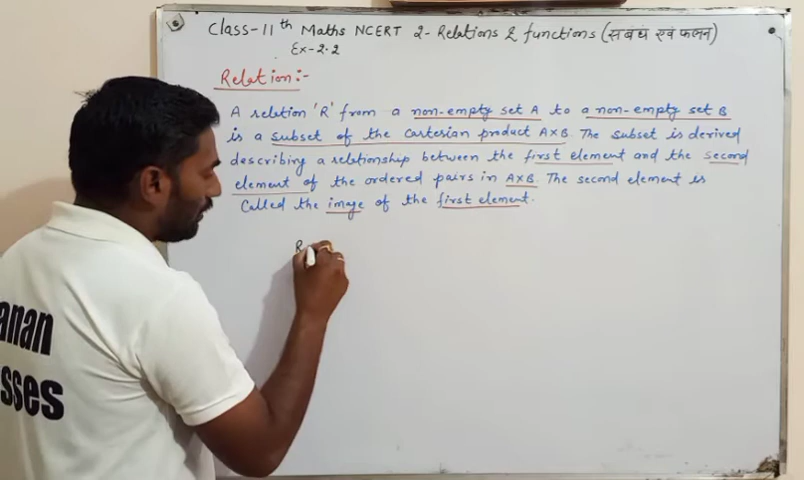 Class-11th Maths NCERT 2- Relations & functions (सबंध एवं फलन)
Ex-2.2
Relation:-
A relation 'R' from a non-empty set A to a non-empty set B
is a subset of the cartesian product A×B The subset is derived
describing a relationship between the first element and the second
element of the ordered pairs in A×B. The second element is
called the image of the first element.
R
anan
sses